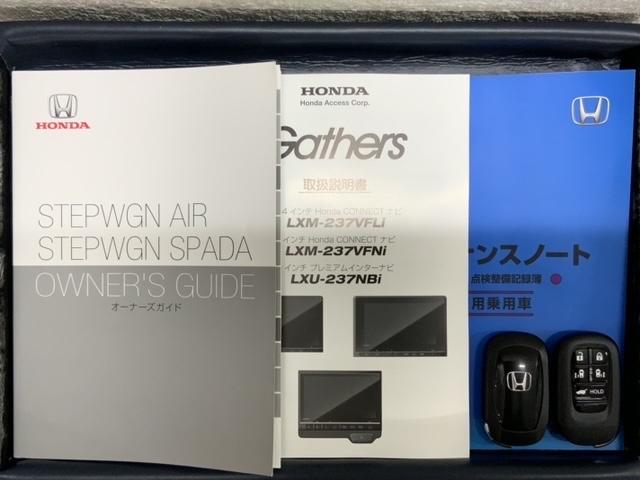 HONDA
STEPWGN AIR
STEPWGN SPADA
OWNER'S GUIDE
オーナーズガイド
HONDA
Honda Access Corp.
Gathers
取扱説明書
4 インチ Honda CONNECT ナビ
LXM-237VFLi
インチ Honda CONNECT ナビ
LXM-237VFNi
インチ プレミアムインターナビ
LXU-237NBi
ンスノート
点検整備記録簿
用乗用車
HOLD